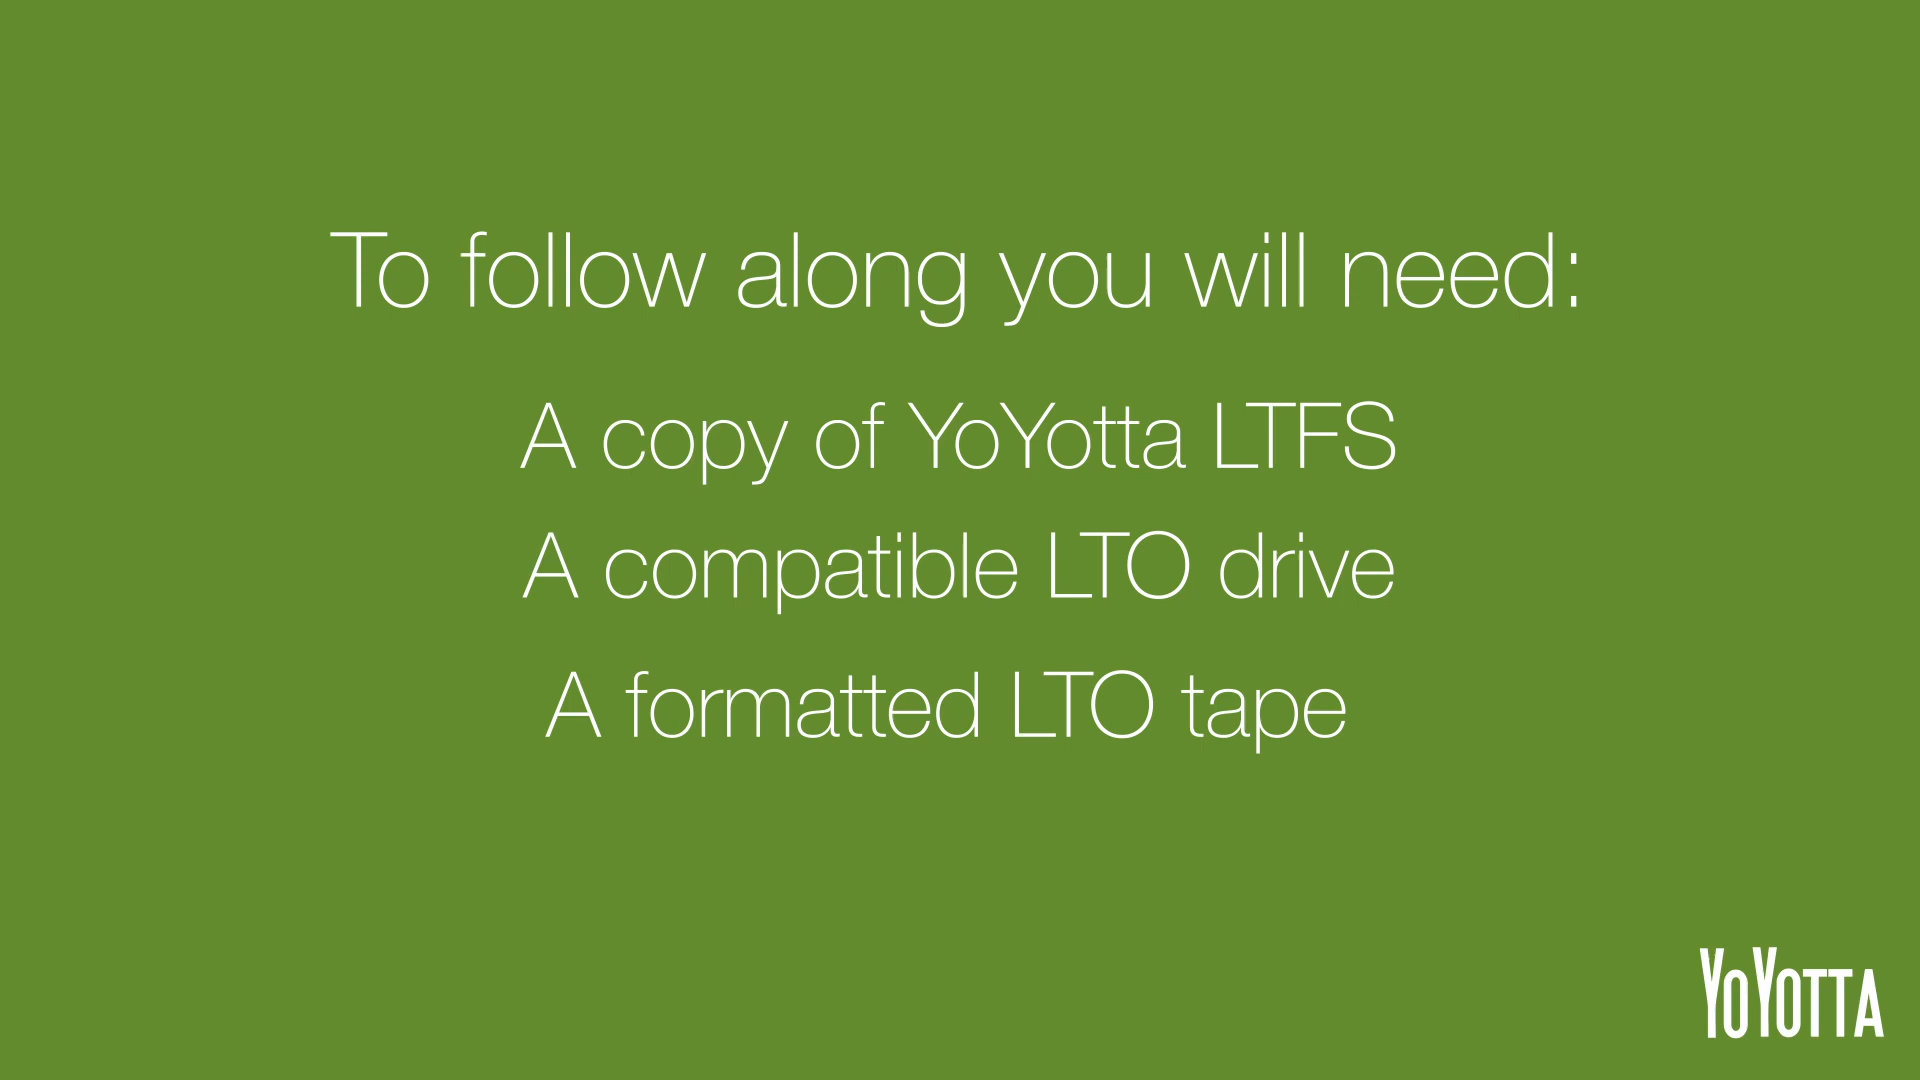 To follow along you will need:
A copy of YoYotta LTFS
A compatible LTO drive
A formatted LTO tape
YOYOTTA